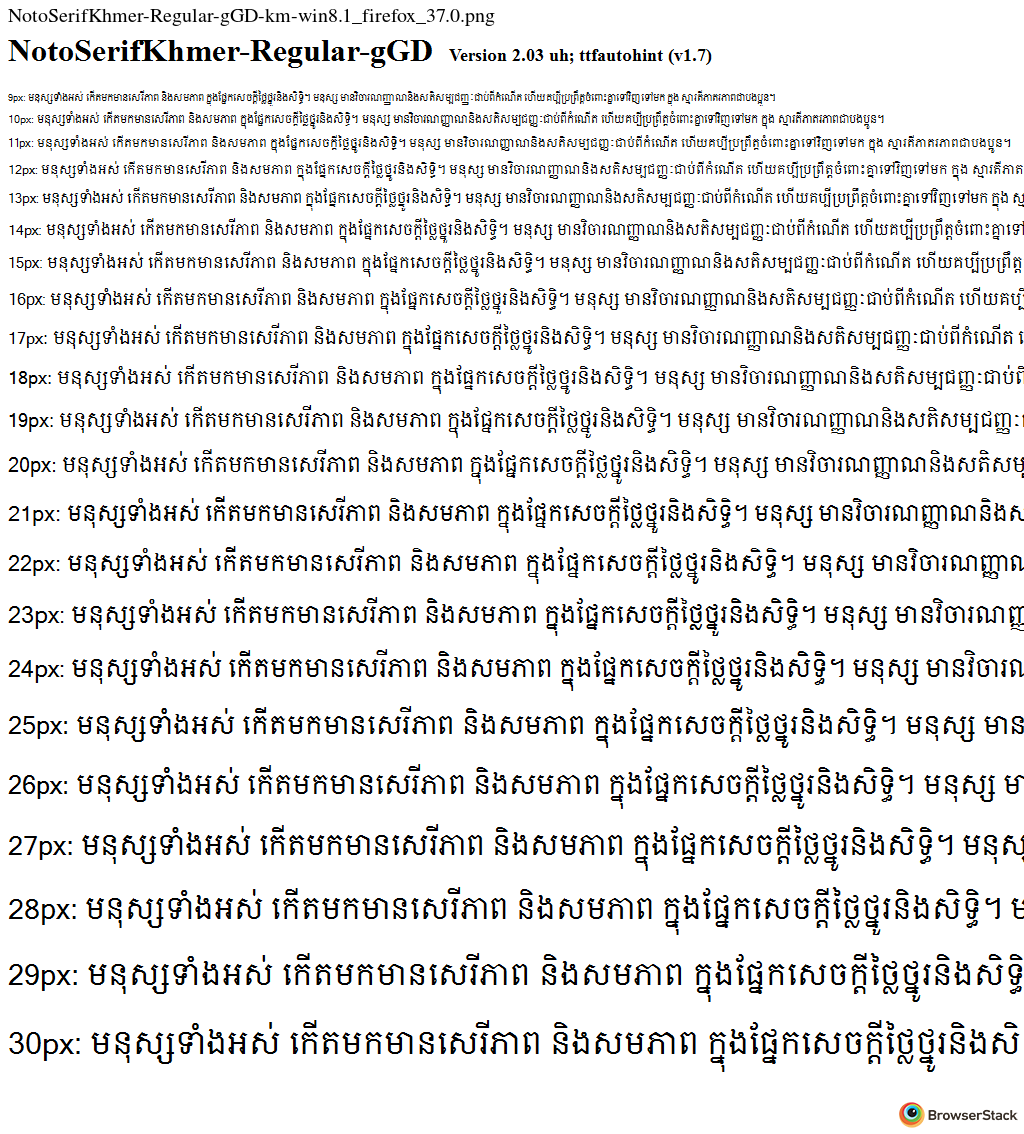 NotoSerifKhmer-Regular-gGD-km-win8.1_firefox_37.0.png
NotoSerifKhmer-Regular-gGD Version 2.03 uh; ttfautohint (v1.7)
9px: មនុស្សទាំងអស់ កើតមកមានសេរីភាព និងសមភាព ក្នុងផ្នែកសេចក្ដីថ្លៃថ្នូរនិងសិទ្ធិ។ មនុស្ស មានវិចារណញ្ញាណនិងសតិសម្បជញ្ញៈជាប់ពីកំណើត ហើយគប្បីប្រព្រឹត្តចំពោះគ្នាទៅវិញទៅមក ក្នុង ស្មារតីភាតរភាពជាបងប្អូន។
10px: មនុស្សទាំងអស់ កើតមកមានសេរីភាព និងសមភាព ក្នុងផ្នែកសេចក្ដីថ្លៃថ្នូរនិងសិទ្ធិ។ មនុស្ស មានវិចារណញ្ញាណនិងសតិសម្បជញ្ញៈជាប់ពីកំណើត ហើយគប្បីប្រព្រឹត្តចំពោះគ្នាទៅវិញទៅមក ក្នុង ស្មារតីភាតរភាពជាបងប្អូន។
11px: មនុស្សទាំងអស់ កើតមកមានសេរីភាព និងសមភាព ក្នុងផ្នែកសេចក្ដីថ្លៃថ្នូរនិងសិទ្ធិ។ មនុស្ស មានវិចារណញ្ញាណនិងសតិសម្បជញ្ញៈជាប់ពីកំណើត ហើយគប្បីប្រព្រឹត្តចំពោះគ្នាទៅវិញទៅមក ក្នុង ស្មារតីភាតរភាពជាបងប្អូន។
12px: មនុស្សទាំងអស់ កើតមកមានសេរីភាព និងសមភាព ក្នុងផ្នែកសេចក្ដីថ្លៃថ្នូរនិងសិទ្ធិ។ មនុស្ស មានវិចារណញ្ញាណនិងសតិសម្បជញ្ញៈជាប់ពីកំណើត ហើយគប្បីប្រព្រឹត្តចំពោះគ្នាទៅវិញទៅមក ក្នុង ស្មារតីភាត
13px: មនុស្សទាំងអស់ កើតមកមានសេរីភាព និងសមភាព ក្នុងផ្នែកសេចក្ដីថ្លៃថ្នូរនិងសិទ្ធិ។ មនុស្ស មានវិចារណញ្ញាណនិងសតិសម្បជញ្ញៈជាប់ពីកំណើត ហើយគប្បីប្រព្រឹត្តចំពោះគ្នាទៅវិញទៅមក ក្នុង
14px: មនុស្សទាំងអស់ កើតមកមានសេរីភាព និងសមភាព ក្នុងផ្នែកសេចក្ដីថ្លៃថ្នូរនិងសិទ្ធិ។ មនុស្ស មានវិចារណញ្ញាណនិងសតិសម្បជញ្ញៈជាប់ពីកំណើត ហើយគប្បីប្រព្រឹត្តចំពោះគ្នាទៅ
15px: មនុស្សទាំងអស់ កើតមកមានសេរីភាព និងសមភាព ក្នុងផ្នែកសេចក្ដីថ្លៃថ្នូរនិងសិទ្ធិ។ មនុស្ស មានវិចារណញ្ញាណនិងសតិសម្បជញ្ញៈជាប់ពីកំណើត ហើយគប្បីប្រព្រឹត្ត
16px: មនុស្សទាំងអស់ កើតមកមានសេរីភាព និងសមភាព ក្នុងផ្នែកសេចក្ដីថ្លៃថ្នូរនិងសិទ្ធិ។ មនុស្ស មានវិចារណញ្ញាណនិងសតិសម្បជញ្ញៈជាប់ពីកំណើត ហើយគប្បី
17px: មនុស្សទាំងអស់ កើតមកមានសេរីភាព និងសមភាព ក្នុងផ្នែកសេចក្ដីថ្លៃថ្នូរនិងសិទ្ធិ។ មនុស្ស មានវិចារណញ្ញាណនិងសតិសម្បជញ្ញៈជាប់ពីកំណើត
18px: មនុស្សទាំងអស់ កើតមកមានសេរីភាព និងសមភាព ក្នុងផ្នែកសេចក្ដីថ្លៃថ្នូរនិងសិទ្ធិ។ មនុស្ស មានវិចារណញ្ញាណនិងសតិសម្បជញ្ញៈជាប់ពី
19px: មនុស្សទាំងអស់ កើតមកមានសេរីភាព និងសមភាព ក្នុងផ្នែកសេចក្ដីថ្លៃថ្នូរនិងសិទ្ធិ។ មនុស្ស មានវិចារណញ្ញាណនិងសតិសម្បជញ្ញៈ
20px: មនុស្សទាំងអស់ កើតមកមានសេរីភាព និងសមភាព ក្នុងផ្នែកសេចក្ដីថ្លៃថ្នូរនិងសិទ្ធិ។ មនុស្ស មានវិចារណញ្ញាណនិងសតិសម្ប
21px: មនុស្សទាំងអស់ កើតមកមានសេរីភាព និងសមភាព ក្នុងផ្នែកសេចក្ដីថ្លៃថ្នូរនិងសិទ្ធិ។ មនុស្ស មានវិចារណញ្ញាណនិងស
22px: មនុស្សទាំងអស់ កើតមកមានសេរីភាព និងសមភាព ក្នុងផ្នែកសេចក្ដីថ្លៃថ្នូរនិងសិទ្ធិ។ មនុស្ស មានវិចារណញ្ញាណ
23px: មនុស្សទាំងអស់ កើតមកមានសេរីភាព និងសមភាព ក្នុងផ្នែកសេចក្ដីថ្លៃថ្នូរនិងសិទ្ធិ។ មនុស្ស មានវិចារណញ្ញ
24px: មនុស្សទាំងអស់ កើតមកមានសេរីភាព និងសមភាព ក្នុងផ្នែកសេចក្ដីថ្លៃថ្នូរនិងសិទ្ធិ។ មនុស្ស មានវិចារណ
25px: មនុស្សទាំងអស់ កើតមកមានសេរីភាព និងសមភាព ក្នុងផ្នែកសេចក្ដីថ្លៃថ្នូរនិងសិទ្ធិ។ មនុស្ស មាន
26px: មនុស្សទាំងអស់ កើតមកមានសេរីភាព និងសមភាព ក្នុងផ្នែកសេចក្ដីថ្លៃថ្នូរនិងសិទ្ធិ។ មនុស្ស មា
27px: មនុស្សទាំងអស់ កើតមកមានសេរីភាព និងសមភាព ក្នុងផ្នែកសេចក្ដីថ្លៃថ្នូរនិងសិទ្ធិ។ មនុស្ស
28px: មនុស្សទាំងអស់ កើតមកមានសេរីភាព និងសមភាព ក្នុងផ្នែកសេចក្ដីថ្លៃថ្នូរនិងសិទ្ធិ។ ម
29px: មនុស្សទាំងអស់ កើតមកមានសេរីភាព និងសមភាព ក្នុងផ្នែកសេចក្ដីថ្លៃថ្នូរនិងសិទ្ធិ
30px: មនុស្សទាំងអស់ កើតមកមានសេរីភាព និងសមភាព ក្នុងផ្នែកសេចក្ដីថ្លៃថ្នូរនិងសិ
BrowserStack